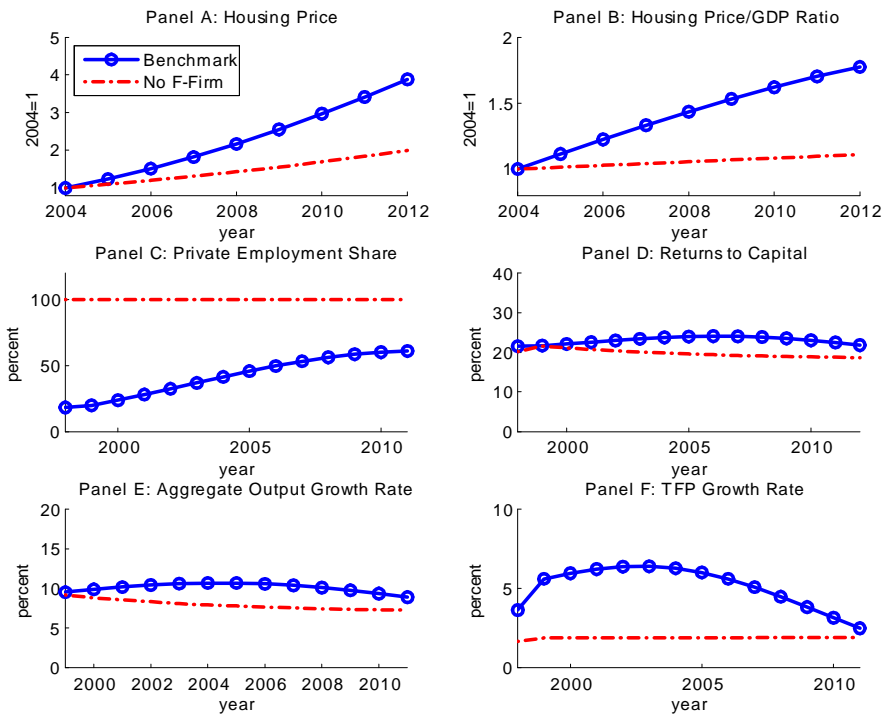 Panel A: Housing Price
5
4
3
2
1
2004=1
Benchmark
No F-Firm
2004 2006 2008 2010 2012
year
Panel B: Housing Price/GDP Ratio
2
1.5
1
2004=1
2004 2006 2008 2010 2012
year
Panel C: Private Employment Share
100
50
0
percent
2000 2005 2010
year
Panel D: Returns to Capital
40
30
20
10
0
percent
2000 2005 2010
year
Panel E: Aggregate Output Growth Rate
20
15
10
5
0
percent
2000 2002 2004 2006 2008 2010
year
Panel F: TFP Growth Rate
10
5
0
percent
2000 2005 2010
year